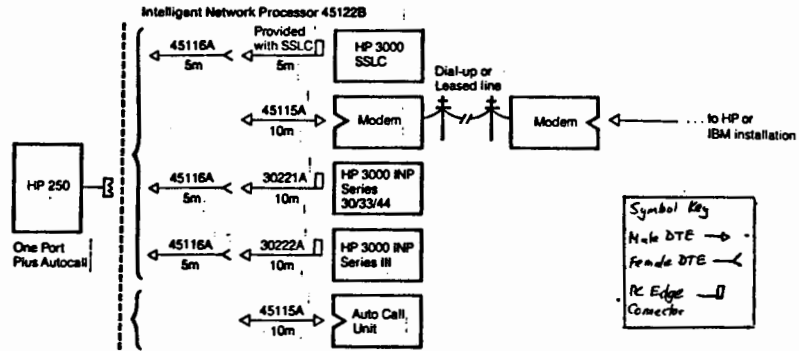 Intelligent Network Processor 45122B
Provided
with SSLC
45116A
5m
5m
HP 3000
SSLC
Dial-up or
Leased line
45115A
10m
Modem
Modem
... to HP or
IBM installation
HP 250
One Port
Plus Autocall
45116A
5m
30221A
10m
HP 3000 INP
Series
30/33/44
45116A
5m
30222A
10m
HP 3000 INP
Series III
45115A
10m
Auto Call
Unit
Symbol Key
Male DTE
Female DTE
PC Edge
Connector